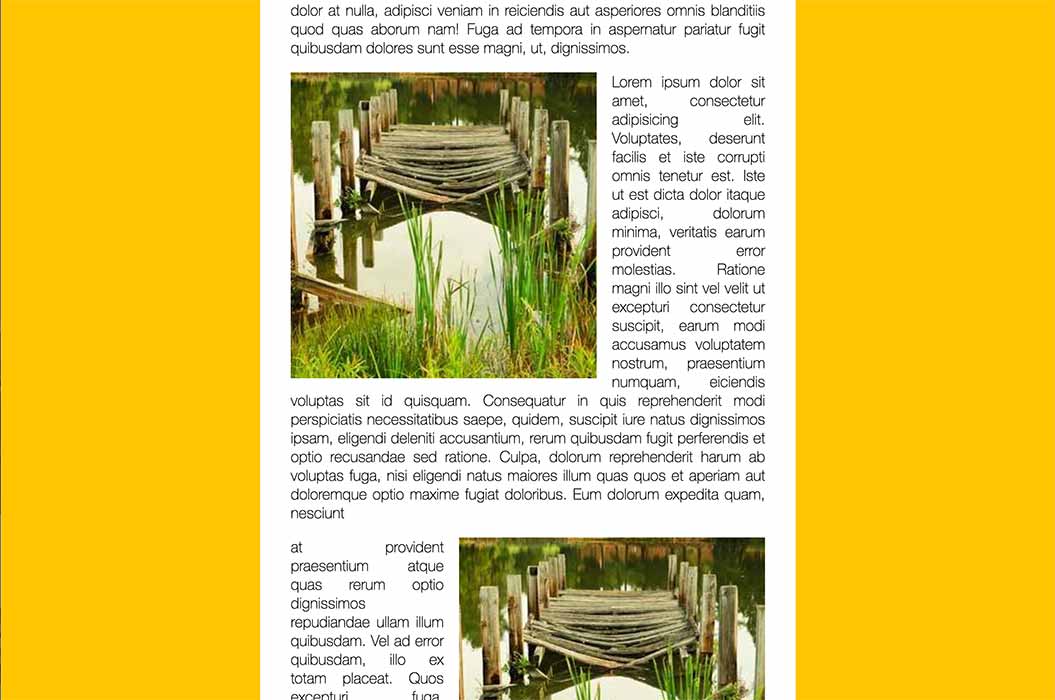 dolor at nulla, adipisci veniam in reiciendis aut asperiores omnis blanditiis
quod quas aborum nam! Fuga ad tempora in aspernatur pariatur fugit
quibusdam dolores sunt esse magni, ut, dignissimos.
Lorem ipsum dolor sit
amet, consectetur
adipisicing elit.
Voluptates, deserunt
facilis et iste corrupti
omnis tenetur est. Iste
ut est dicta dolor itaque
adipisci, dolorum
minima, veritatis earum
provident error
molestias. Ratione
magni illo sint vel velit ut
excepturi consectetur
suscipit, earum modi
accusamus voluptatem
nostrum, praesentium
numquam, eiciendis
voluptas sit id quisquam. Consequatur in quis reprehenderit modi
perspiciatis necessitatibus saepe, quidem, suscipit iure natus dignissimos
ipsam, eligendi deleniti accusantium, rerum quibusdam fugit perferendis et
optio recusandae sed ratione. Culpa, dolorum reprehenderit harum ab
voluptas fuga, nisi eligendi natus maiores illum quas quos et aperiam aut
doloremque optio maxime fugiat doloribus. Eum dolorum expedita quam,
nesciunt
at provident
praesentium atque
quas rerum optio
dignissimos
repudiandae ullam illum
quibusdam. Vel ad error
quibusdam, illo ex
totam placeat. Quos
excepturi fuga,